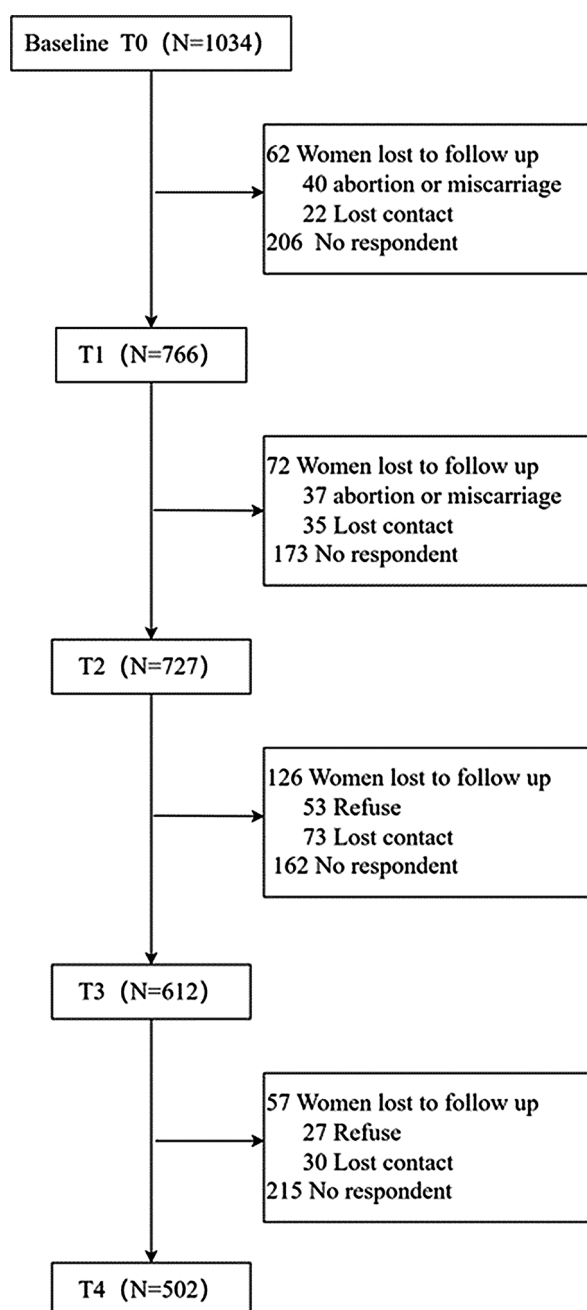 Baseline T0 (N=1034)
62 Women lost to follow up
40 abortion or miscarriage
22 Lost contact
206 No respondent
T1 (N=766)
72 Women lost to follow up
37 abortion or miscarriage
35 Lost contact
173 No respondent
T2 (N=727)
126 Women lost to follow up
53 Refuse
73 Lost contact
162 No respondent
T3 (N=612)
57 Women lost to follow up
27 Refuse
30 Lost contact
215 No respondent
T4 (N=502)